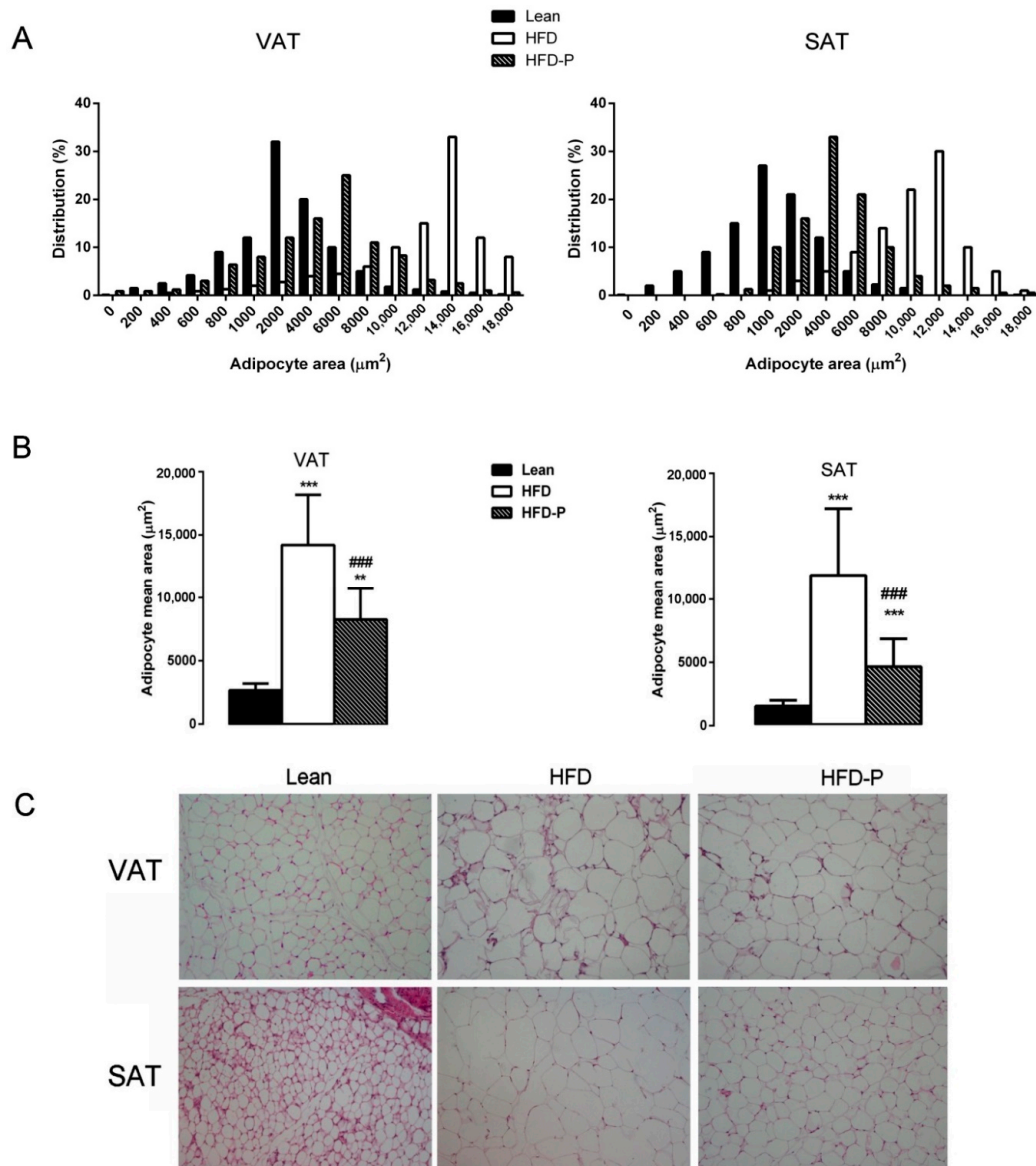 A
VAT
Lean
HFD
HFD-P
SAT
Distribution (%)
40
30
20
10
0
0
200
400
600
800
1000
2000
4000
6000
8000
10,000
12,000
14,000
16,000
18,000
Adipocyte area (μm²)
Distribution (%)
40
30
20
10
0
0
200
400
600
800
1000
2000
4000
6000
8000
10,000
12,000
14,000
16,000
18,000
Adipocyte area (μm²)
B
VAT
Adipocyte mean area (μm²)
20,000
15,000
10,000
5000
0
***
###
**
Lean
HFD
HFD-P
SAT
Adipocyte mean area (μm²)
20,000
15,000
10,000
5000
0
***
###
***
C
Lean
HFD
HFD-P
VAT
SAT